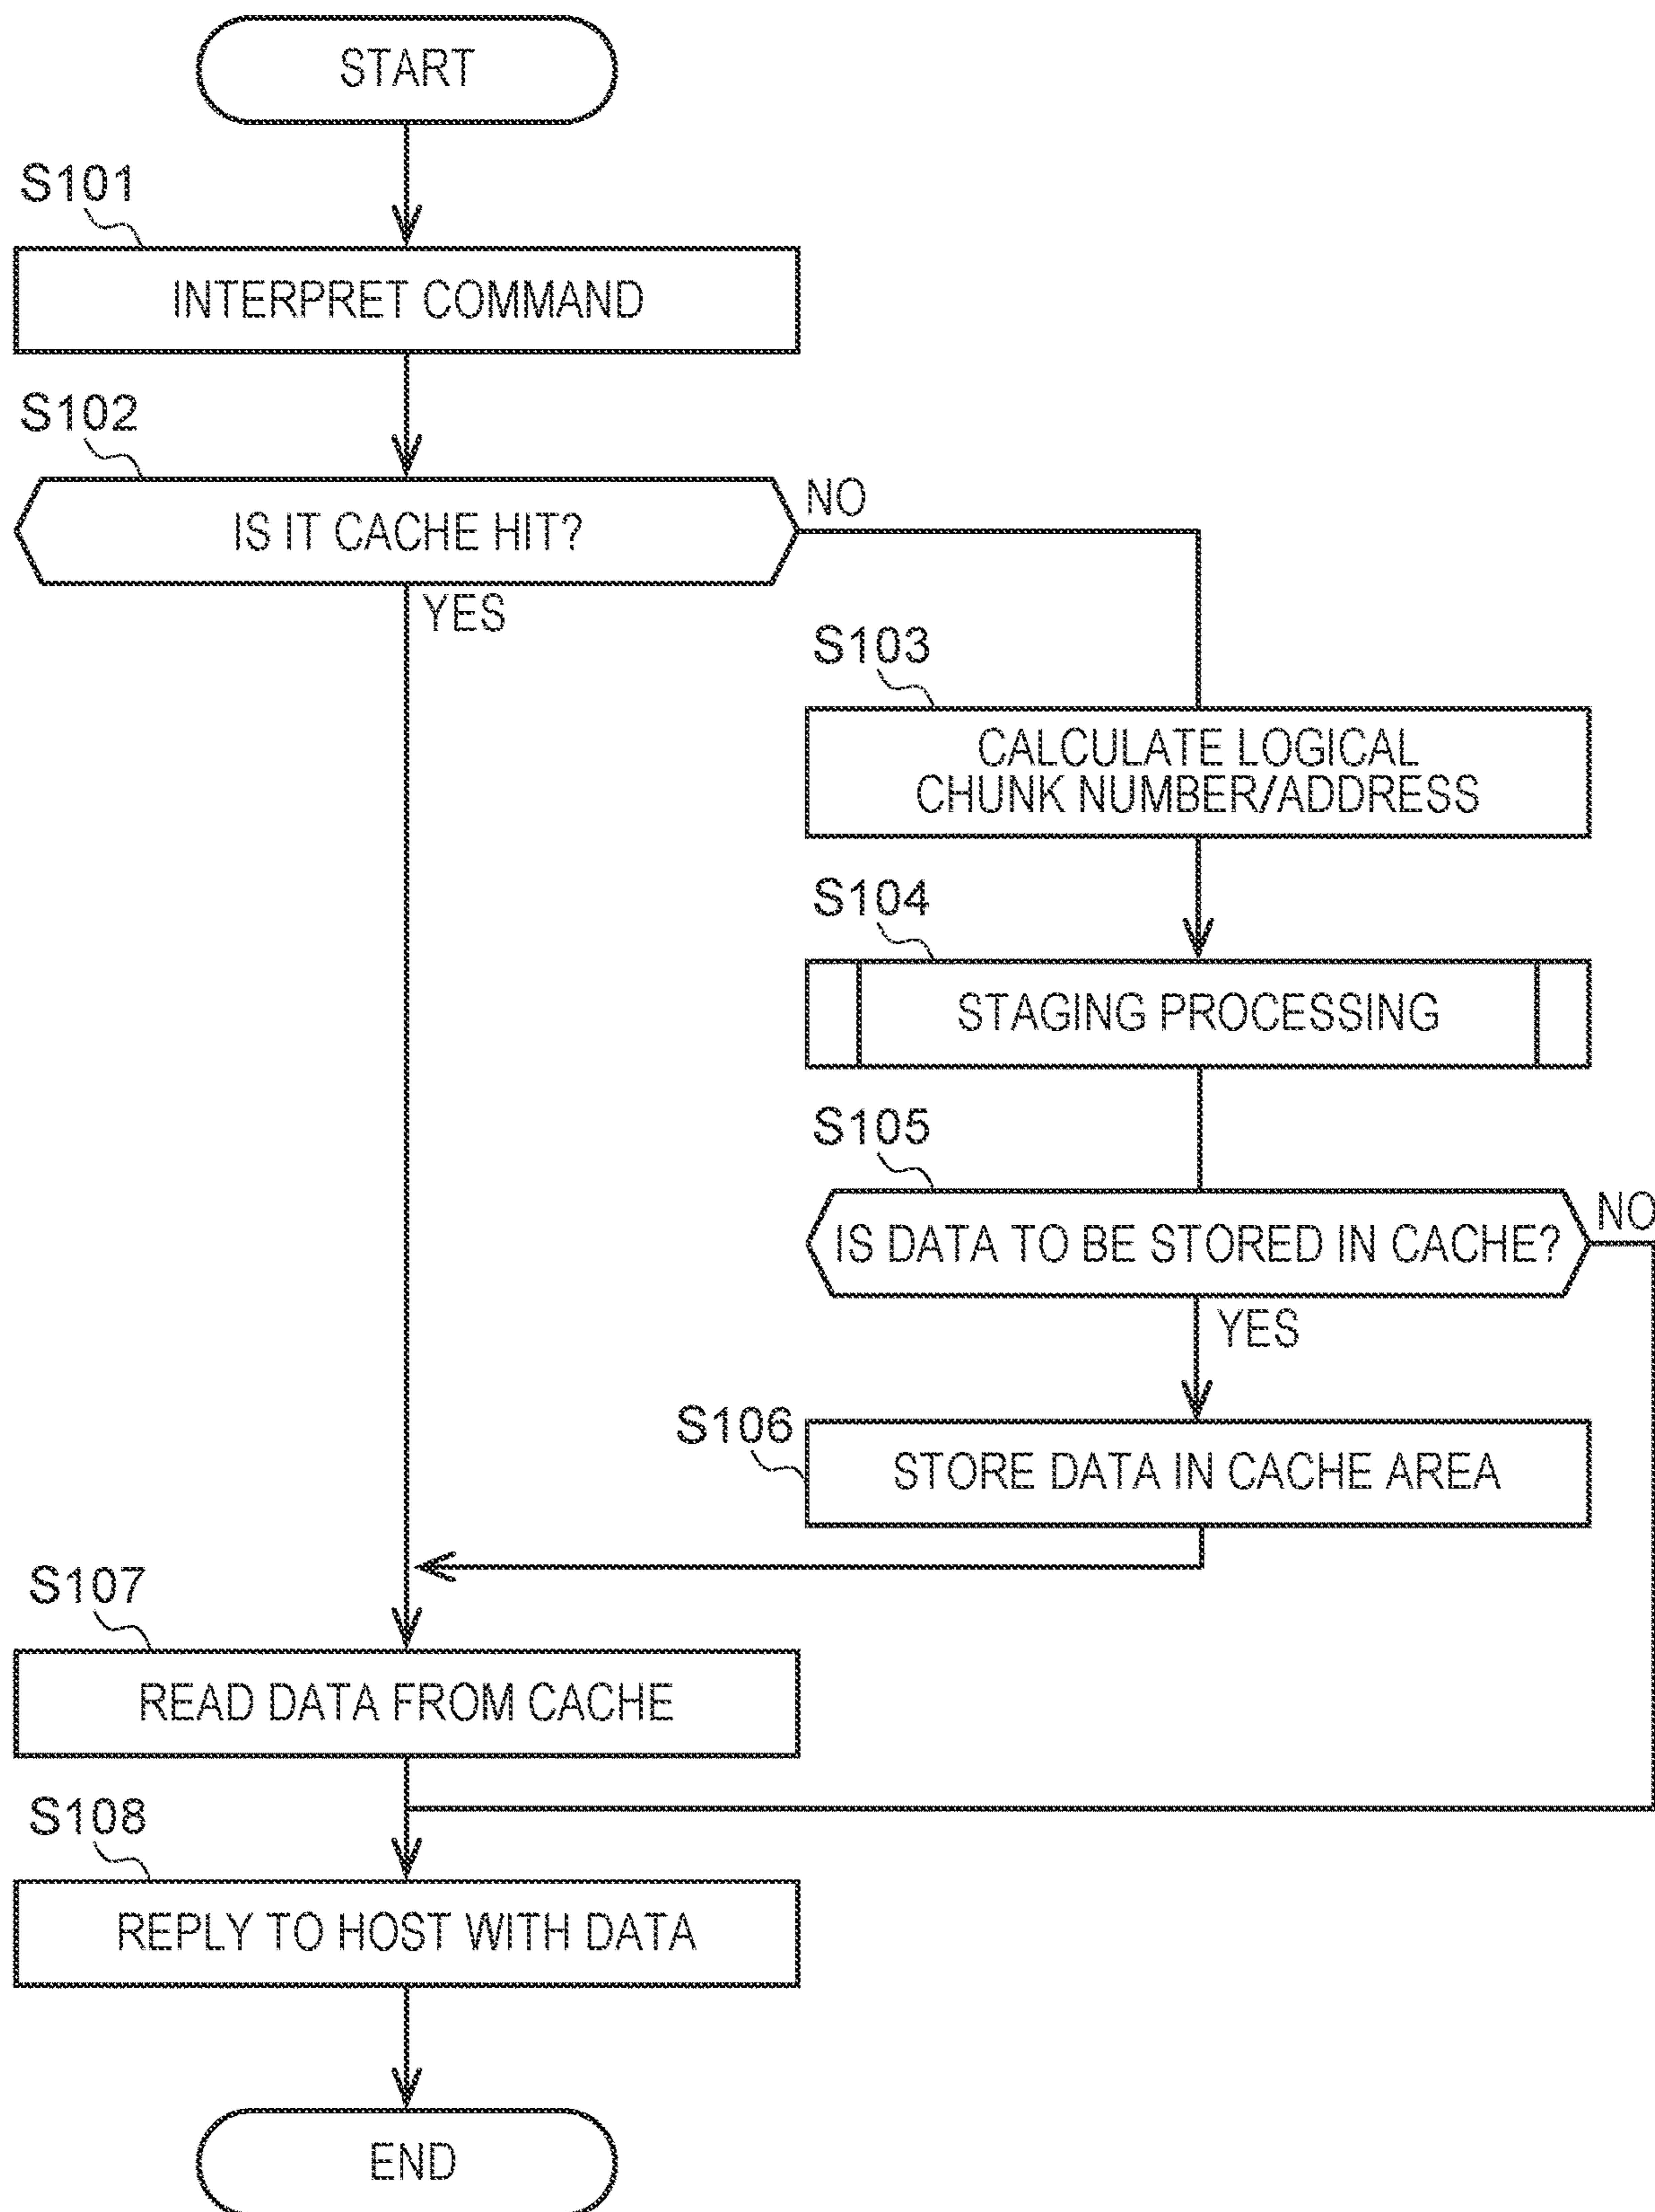 START
S101
INTERPRET COMMAND
S102
IS IT CACHE HIT?
NO
YES
S103
CALCULATE LOGICAL
CHUNK NUMBER/ADDRESS
S104
STAGING PROCESSING
S105
IS DATA TO BE STORED IN CACHE?
NO
YES
S106
STORE DATA IN CACHE AREA
S107
READ DATA FROM CACHE
S108
REPLY TO HOST WITH DATA
END